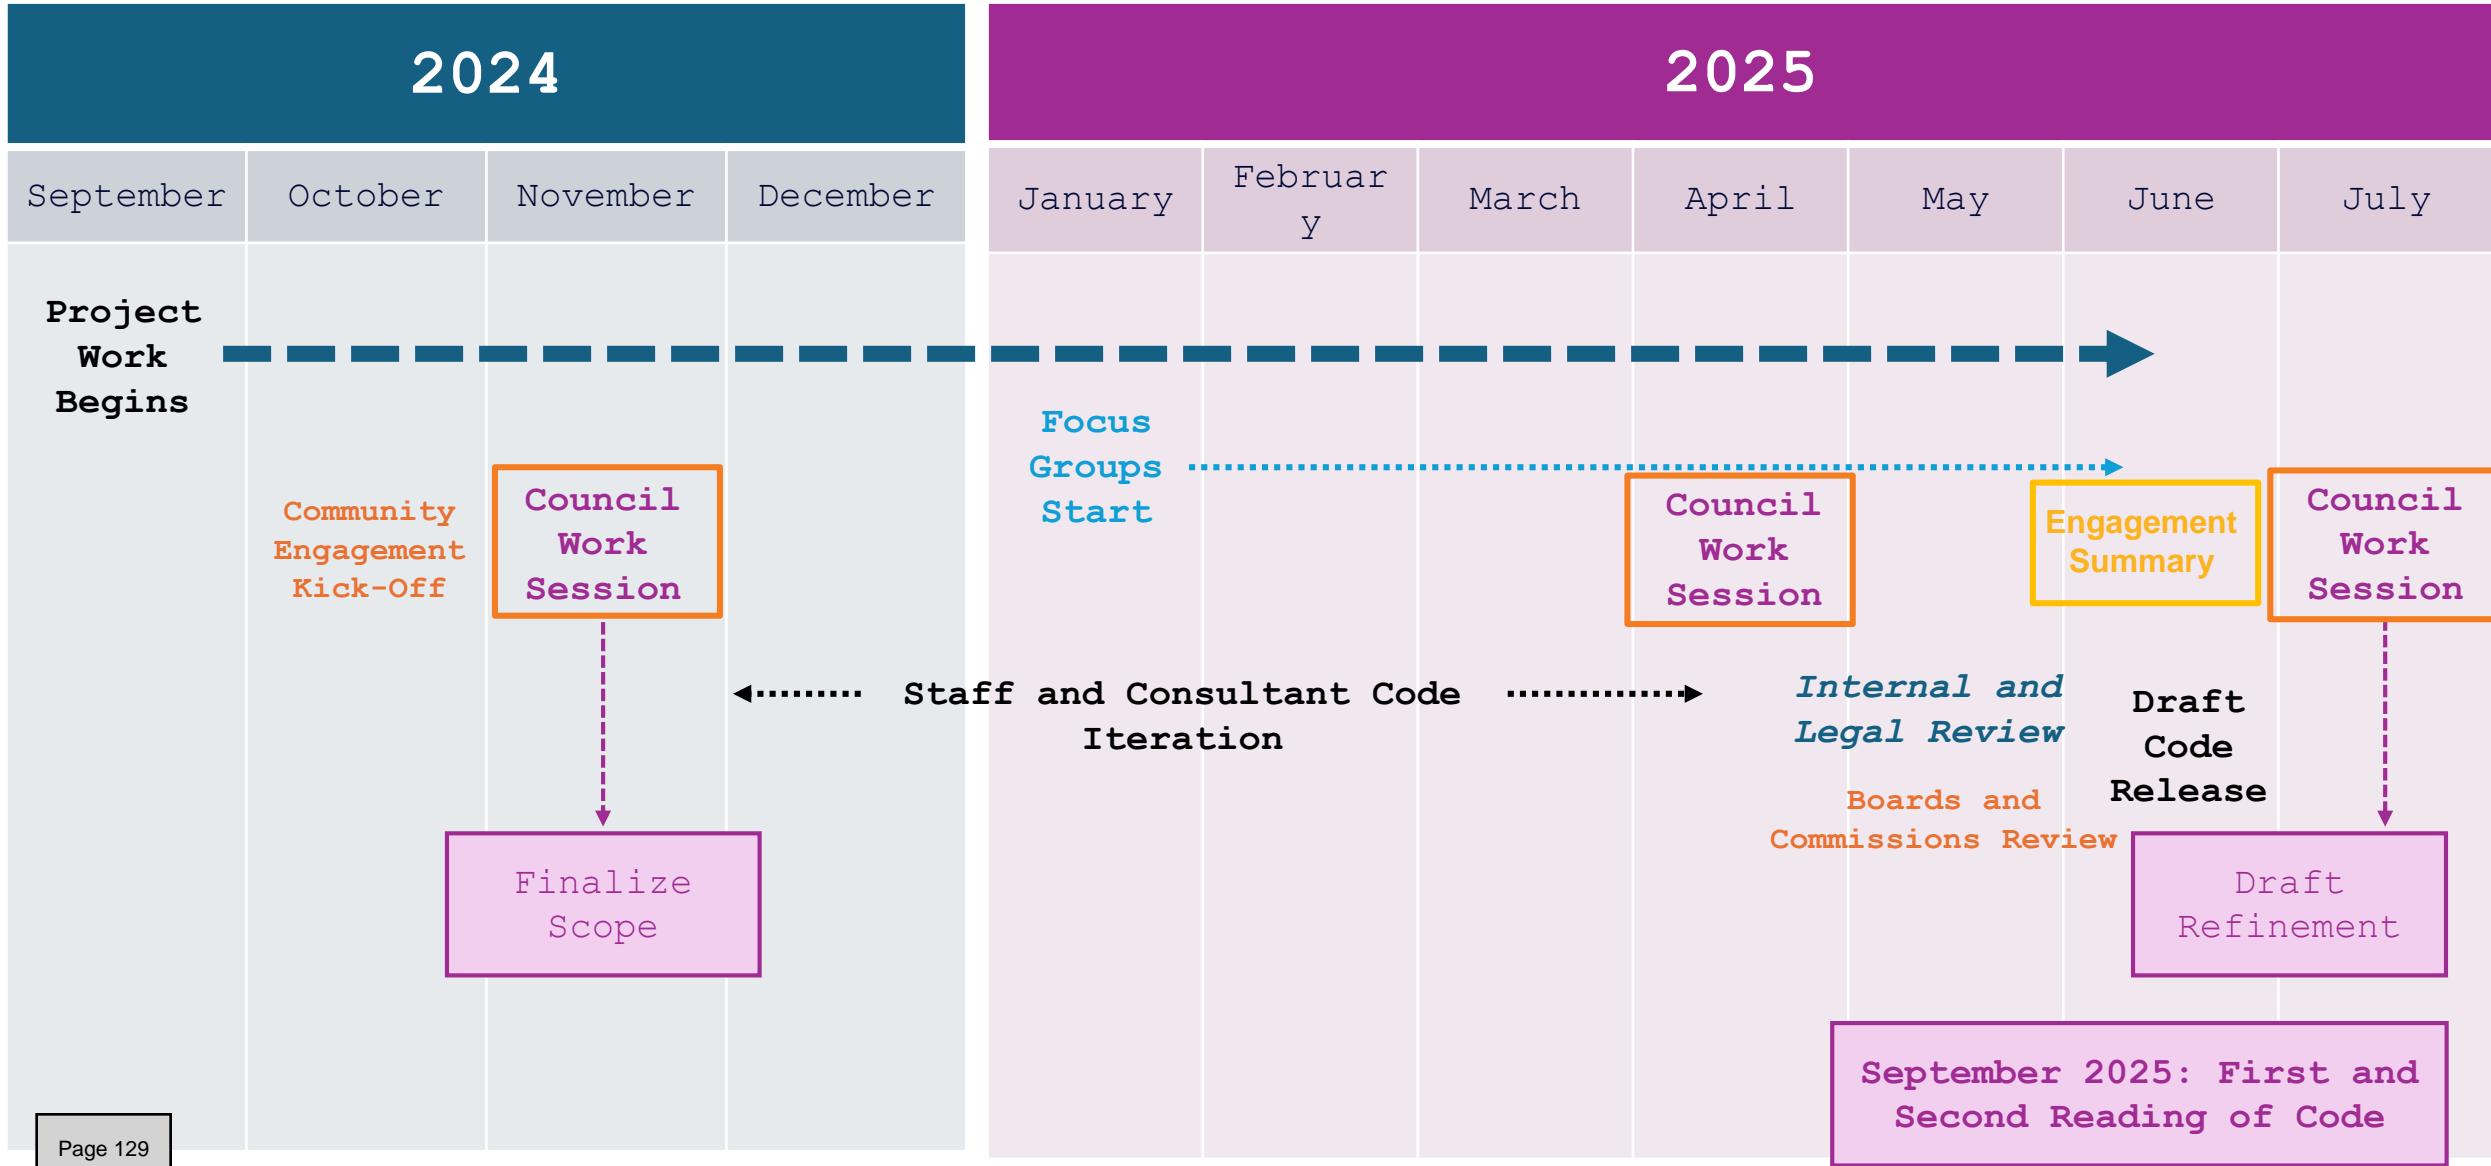 2024
2025
September
October
November
December
January
Februar
y
March
April
May
June
July
Project
Work
Begins
Focus
Groups
Start
Community
Engagement
Kick-Off
Council
Work
Session
Council
Work
Session
Engagement
Summary
Council
Work
Session
Staff and Consultant Code
Iteration
Internal and
Legal Review
Draft
Code
Release
Boards and
Commissions Review
Finalize
Scope
Draft
Refinement
September 2025: First and
Second Reading of Code
Page 129